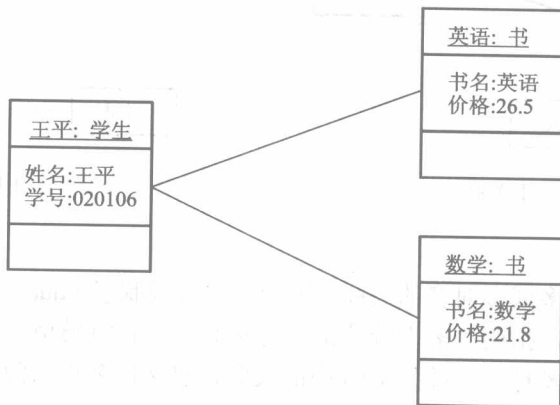 王平: 学生
姓名:王平
学号:020106
英语: 书
书名:英语
价格:26.5
数学: 书
书名:数学
价格:21.8